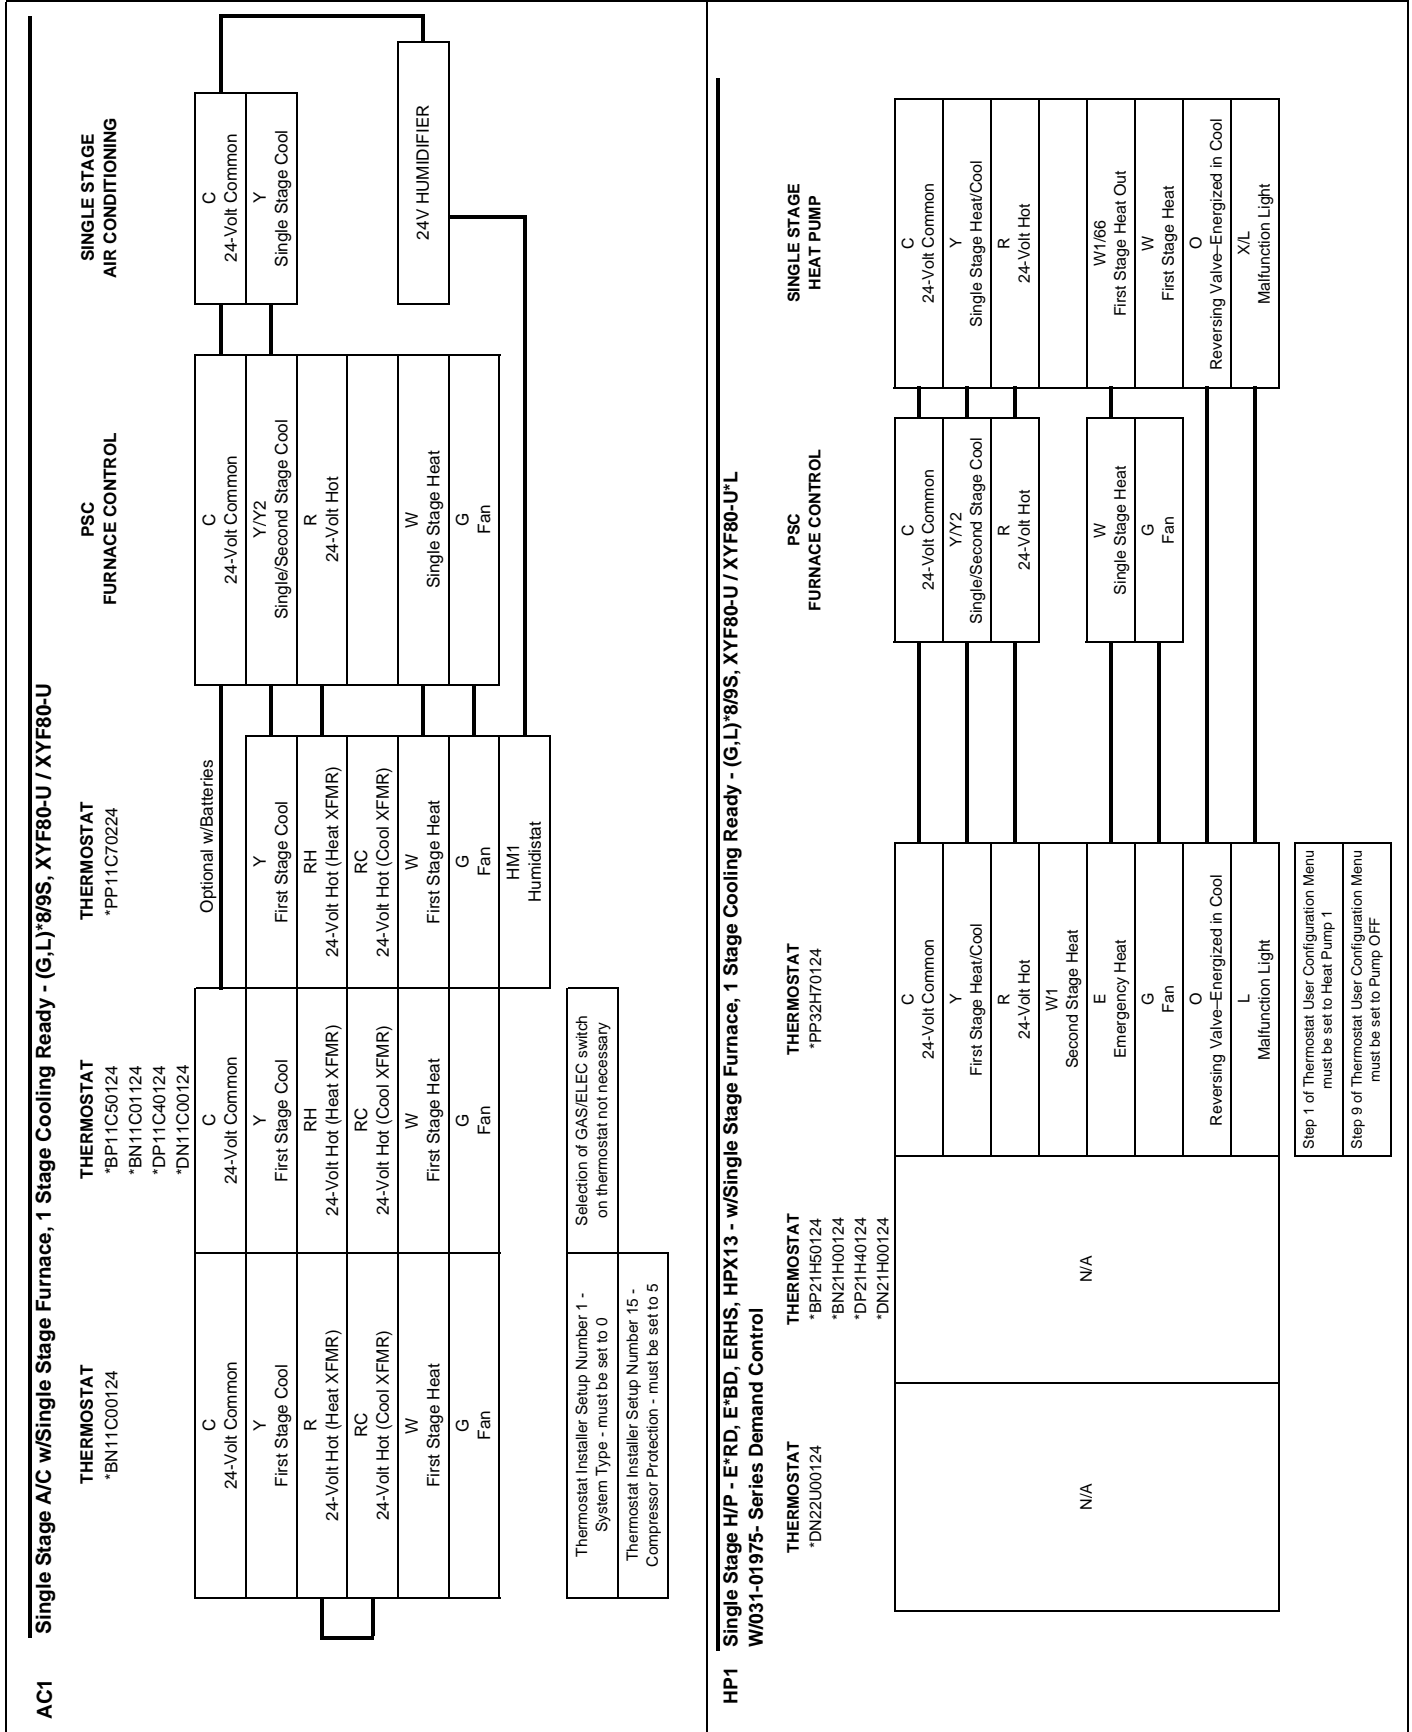 AC1
Single Stage A/C w/Single Stage Furnace, 1 Stage Cooling Ready - (G,L)*8/9S, XYF80-U / XYF80-U
THERMOSTAT
*BN11C00124
C
24-Volt Common
Y
First Stage Cool
R
24-Volt Hot (Heat XFMR)
RC
24-Volt Hot (Cool XFMR)
W
First Stage Heat
G
Fan
Thermostat Installer Setup Number 1 -
System Type - must be set to 0
Thermostat Installer Setup Number 15 -
Compressor Protection - must be set to 5
THERMOSTAT
*BP11C50124
*BN11C01124
*DP11C40124
*DN11C00124
C
24-Volt Common
Y
First Stage Cool
RH
24-Volt Hot (Heat XFMR)
RC
24-Volt Hot (Cool XFMR)
W
First Stage Heat
G
Fan
Selection of GAS/ELEC switch
on thermostat not necessary
THERMOSTAT
*PP11C70224
Optional w/Batteries
Y
First Stage Cool
RH
24-Volt Hot (Heat XFMR)
RC
24-Volt Hot (Cool XFMR)
W
First Stage Heat
G
Fan
HM1
Humidistat
PSC
FURNACE CONTROL
C
24-Volt Common
Y/Y2
Single/Second Stage Cool
R
24-Volt Hot
W
Single Stage Heat
G
Fan
SINGLE STAGE
AIR CONDITIONING
C
24-Volt Common
Y
Single Stage Cool
24V HUMIDIFIER
HP1
Single Stage H/P - E*RD, E*BD, ERHS, HPX13 - w/Single Stage Furnace, 1 Stage Cooling Ready - (G,L)*8/9S, XYF80-U / XYF80-U*L
W/031-01975- Series Demand Control
THERMOSTAT
*DN22U00124
N/A
THERMOSTAT
*BP21H50124
*BN21H00124
*DP21H40124
*DN21H00124
N/A
THERMOSTAT
*PP32H70124
C
24-Volt Common
Y
First Stage Heat/Cool
R
24-Volt Hot
W1
Second Stage Heat
E
Emergency Heat
G
Fan
O
Reversing Valve–Energized in Cool
L
Malfunction Light
Step 1 of Thermostat User Configuration Menu
must be set to Heat Pump 1
Step 9 of Thermostat User Configuration Menu
must be set to Pump OFF
PSC
FURNACE CONTROL
C
24-Volt Common
Y/Y2
Single/Second Stage Cool
R
24-Volt Hot
W
Single Stage Heat
G
Fan
SINGLE STAGE
HEAT PUMP
C
24-Volt Common
Y
Single Stage Heat/Cool
R
24-Volt Hot
W1/66
First Stage Heat Out
W
First Stage Heat
O
Reversing Valve–Energized in Cool
X/L
Malfunction Light